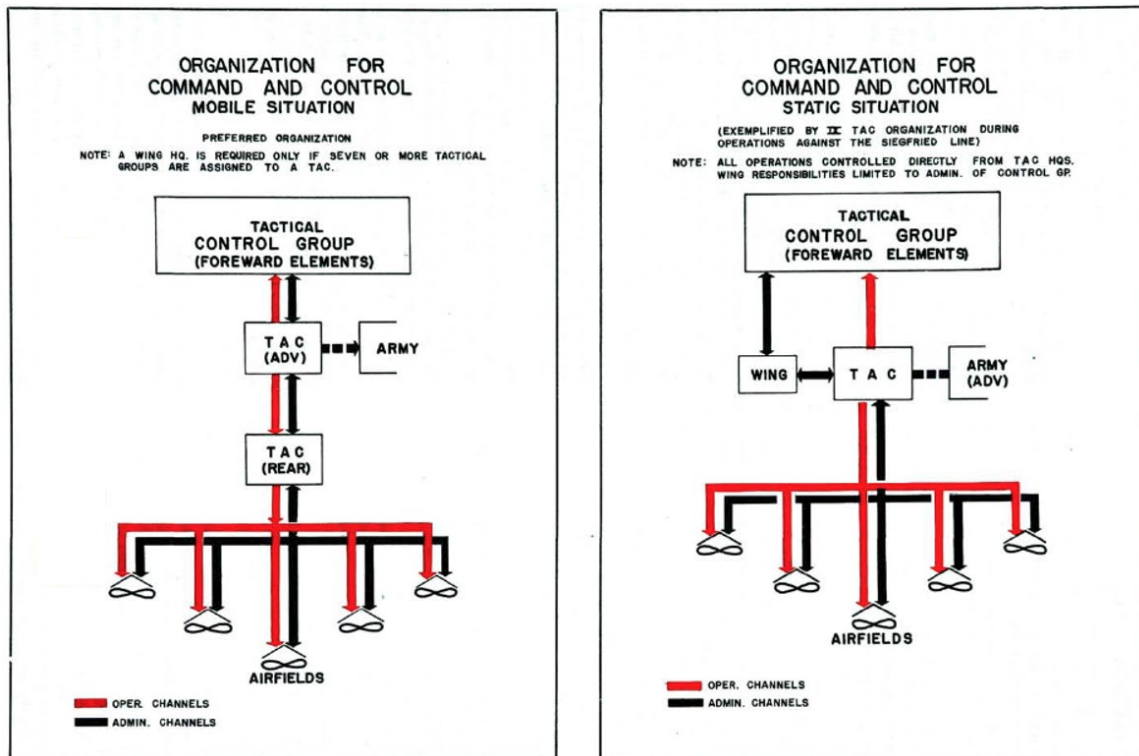 ORGANIZATION FOR
COMMAND AND CONTROL
MOBILE SITUATION
PREFERRED ORGANIZATION
NOTE: A WING HQ. IS REQUIRED ONLY IF SEVEN OR MORE TACTICAL
GROUPS ARE ASSIGNED TO A TAC.
TACTICAL
CONTROL GROUP
(FOREWARD ELEMENTS)
TAC
(ADV)
ARMY
TAC
(REAR)
AIRFIELDS
OPER. CHANNELS
ADMIN. CHANNELS
ORGANIZATION FOR
COMMAND AND CONTROL
STATIC SITUATION
(EXEMPLIFIED BY IX TAC ORGANIZATION DURING
OPERATIONS AGAINST THE SIEGFRIED LINE)
NOTE: ALL OPERATIONS CONTROLLED DIRECTLY FROM TAC HQS.
WING RESPONSIBILITIES LIMITED TO ADMIN. OF CONTROL GP.
TACTICAL
CONTROL GROUP
(FOREWARD ELEMENTS)
WING
TAC
ARMY
(ADV)
AIRFIELDS
OPER. CHANNELS
ADMIN. CHANNELS